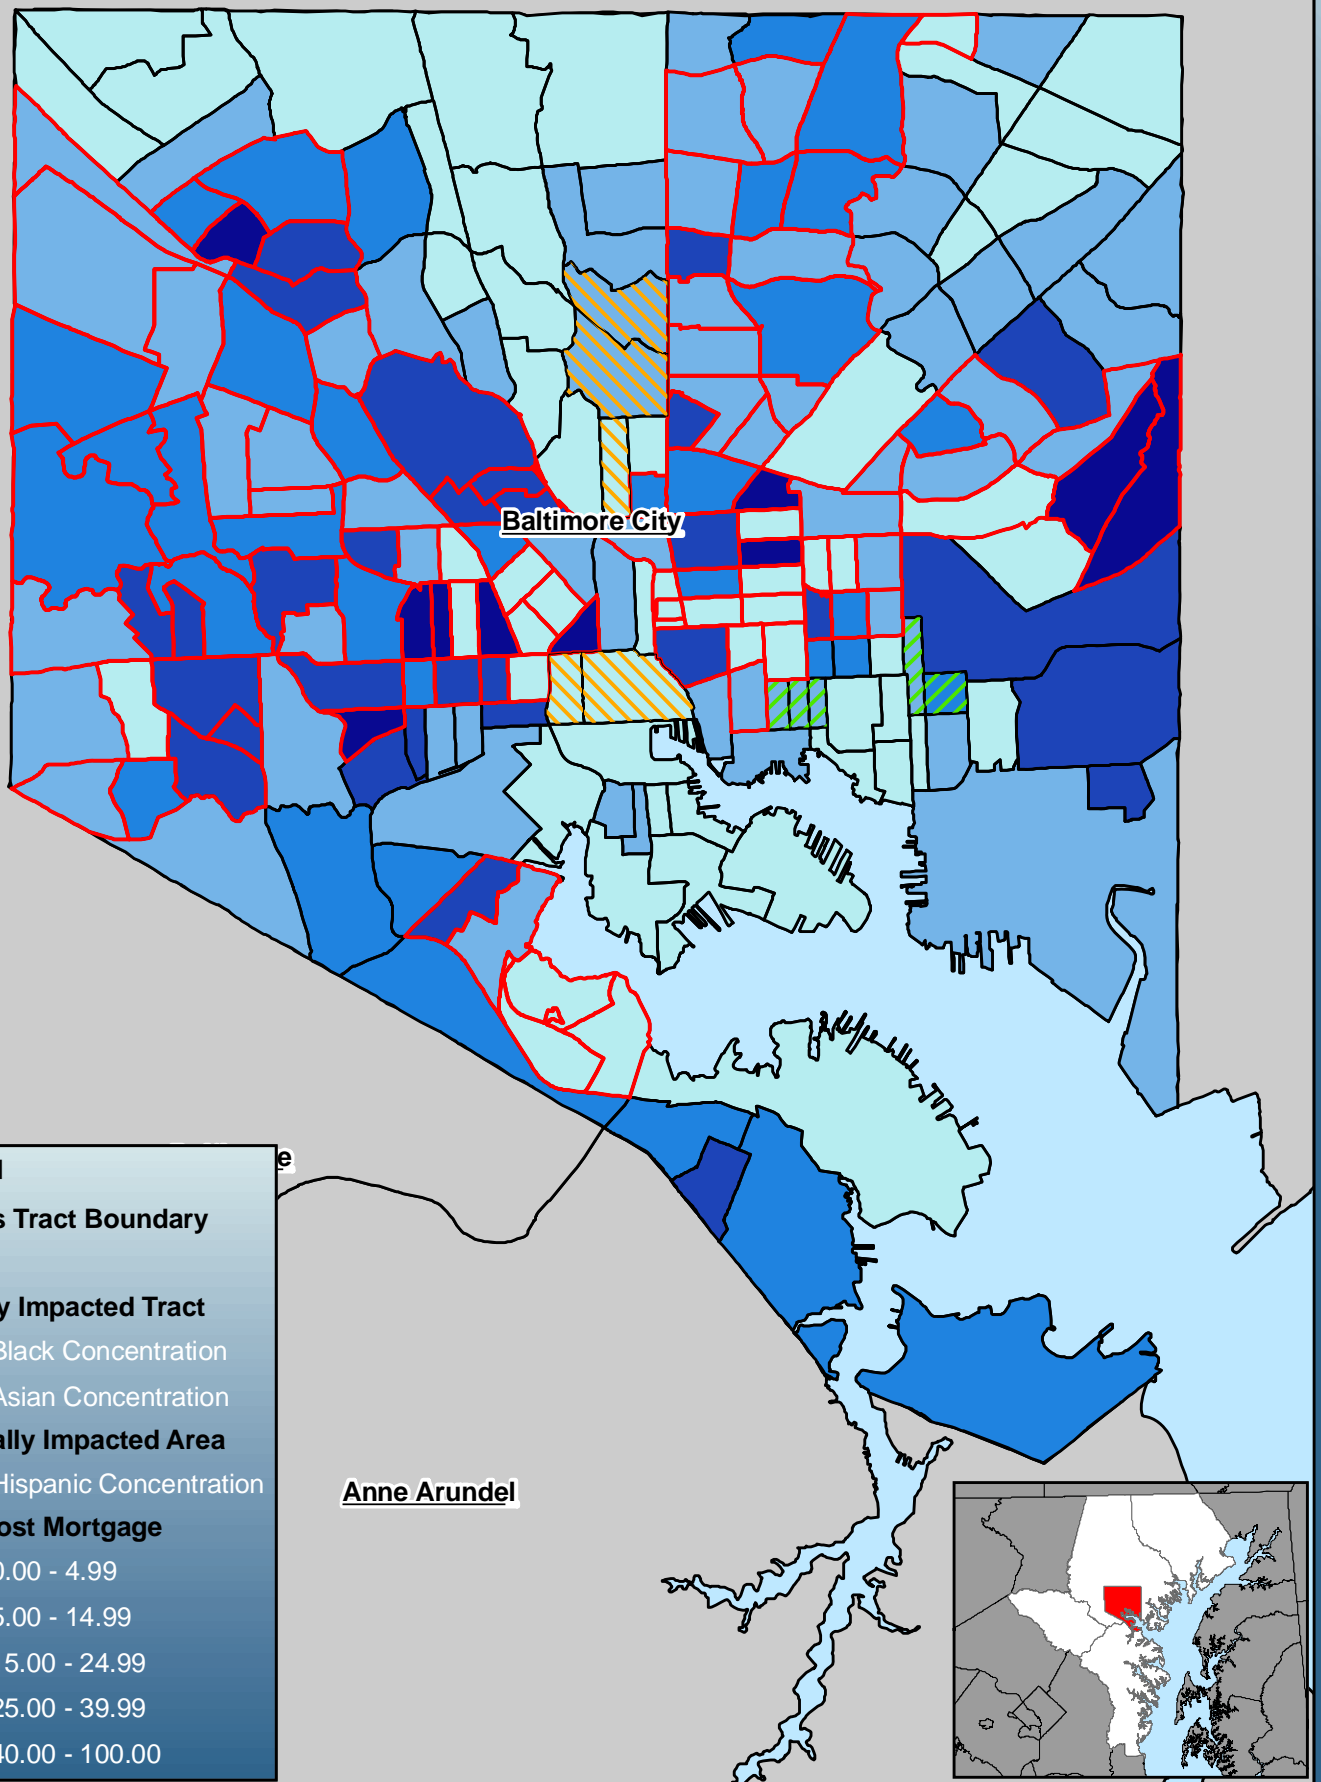 Baltimore City
e
s Tract Boundary
y Impacted Tract
Black Concentration
Asian Concentration
ally Impacted Area
Hispanic Concentration
ost Mortgage
0.00 - 4.99
5.00 - 14.99
5.00 - 24.99
25.00 - 39.99
40.00 - 100.00
Anne Arundel